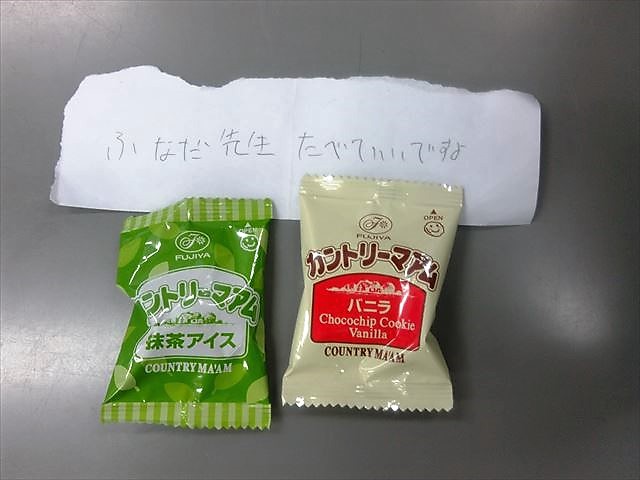 ふなだ先生 たべていいですよ
FUJIYA
OPEN
カントリーマアム
抹茶アイス
COUNTRY MA'AM
FUJIYA
OPEN
カントリーマアム
バニラ
Chocochip Cookie
Vanilla
COUNTRY MA'AM